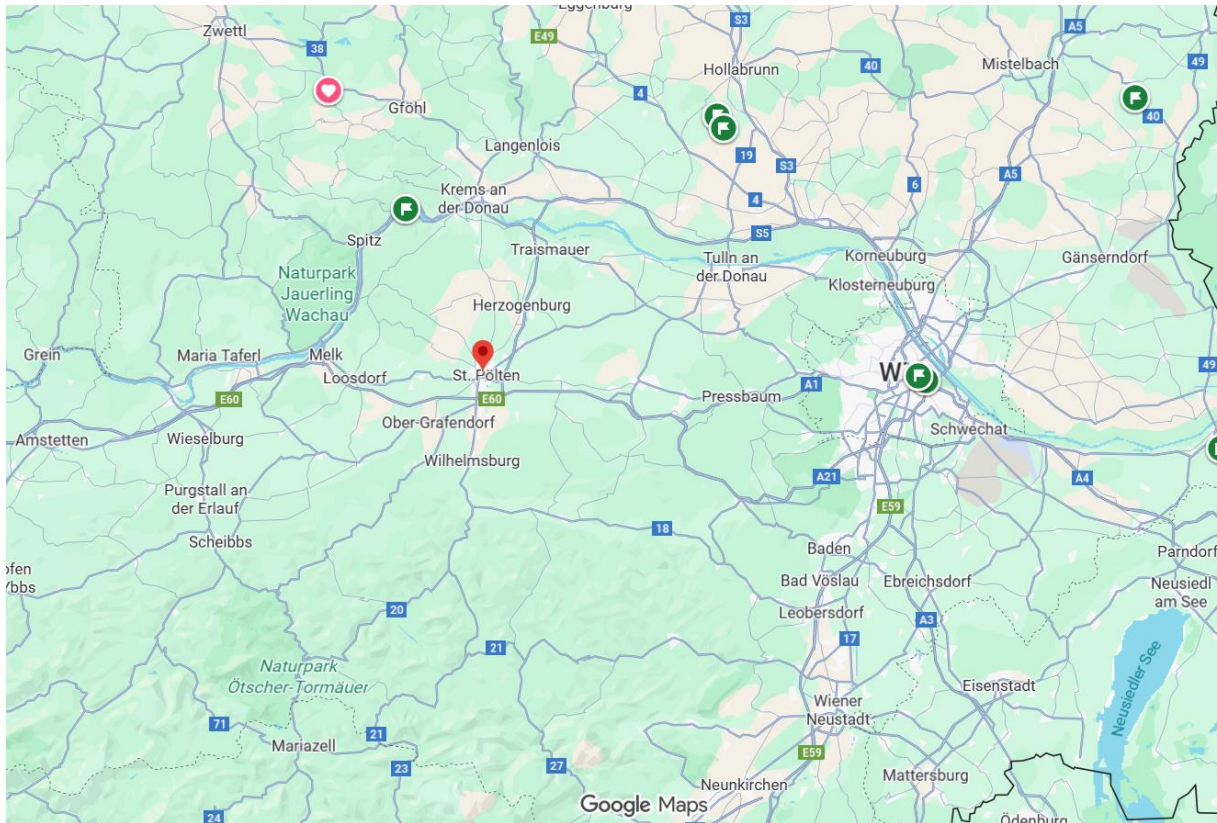 Eggenburg
Zwettl
E49
S3
A5
38
Hollabrunn
40
Mistelbach
49
4
Gföhl
40
Langenlois
19
S3
A5
Krems an
der Donau
4
6
Spitz
Traismauer
S5
Tulln an
der Donau
Korneuburg
Gänserndorf
Naturpark
Jauerling
Wachau
Klosterneuburg
Herzogenburg
Grein
Maria Taferl
Melk
Loosdorf
St. Pölten
49
A1
E60
E60
Pressbaum
W
Amstetten
Wieselburg
Ober-Grafendorf
Schwechat
Wilhelmsburg
A21
A4
Purgstall an
der Erlauf
E59
Scheibbs
18
Baden
Parndorf
ofen
Ybbs
Bad Vöslau
Ebreichsdorf
Neusiedl
am See
20
Leobersdorf
A3
21
17
Naturpark
Ötscher-Tormäuer
Eisenstadt
Neusiedler See
71
Mariazell
21
Wiener
Neustadt
23
27
E59
Mattersburg
Neunkirchen
Google Maps
24
Ödenburg